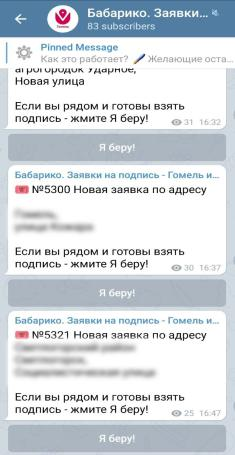 Бабарико. Заявки...
83 subscribers
Pinned Message
Как это работает? Желающие оста...
агрогородок Ударное,
Новая улица
Если вы рядом и готовы взять
подпись - жмите Я беру!
31 16:32
Я беру!
Бабарико. Заявки на подпись - Гомель и...
№5300 Новая заявка по адресу
Если вы рядом и готовы взять
подпись - жмите Я беру!
30 16:37
Я беру!
Бабарико. Заявки на подпись - Гомель и...
№5321 Новая заявка по адресу
Если вы рядом и готовы взять
подпись - жмите Я беру!
25 16:47
Я беру!